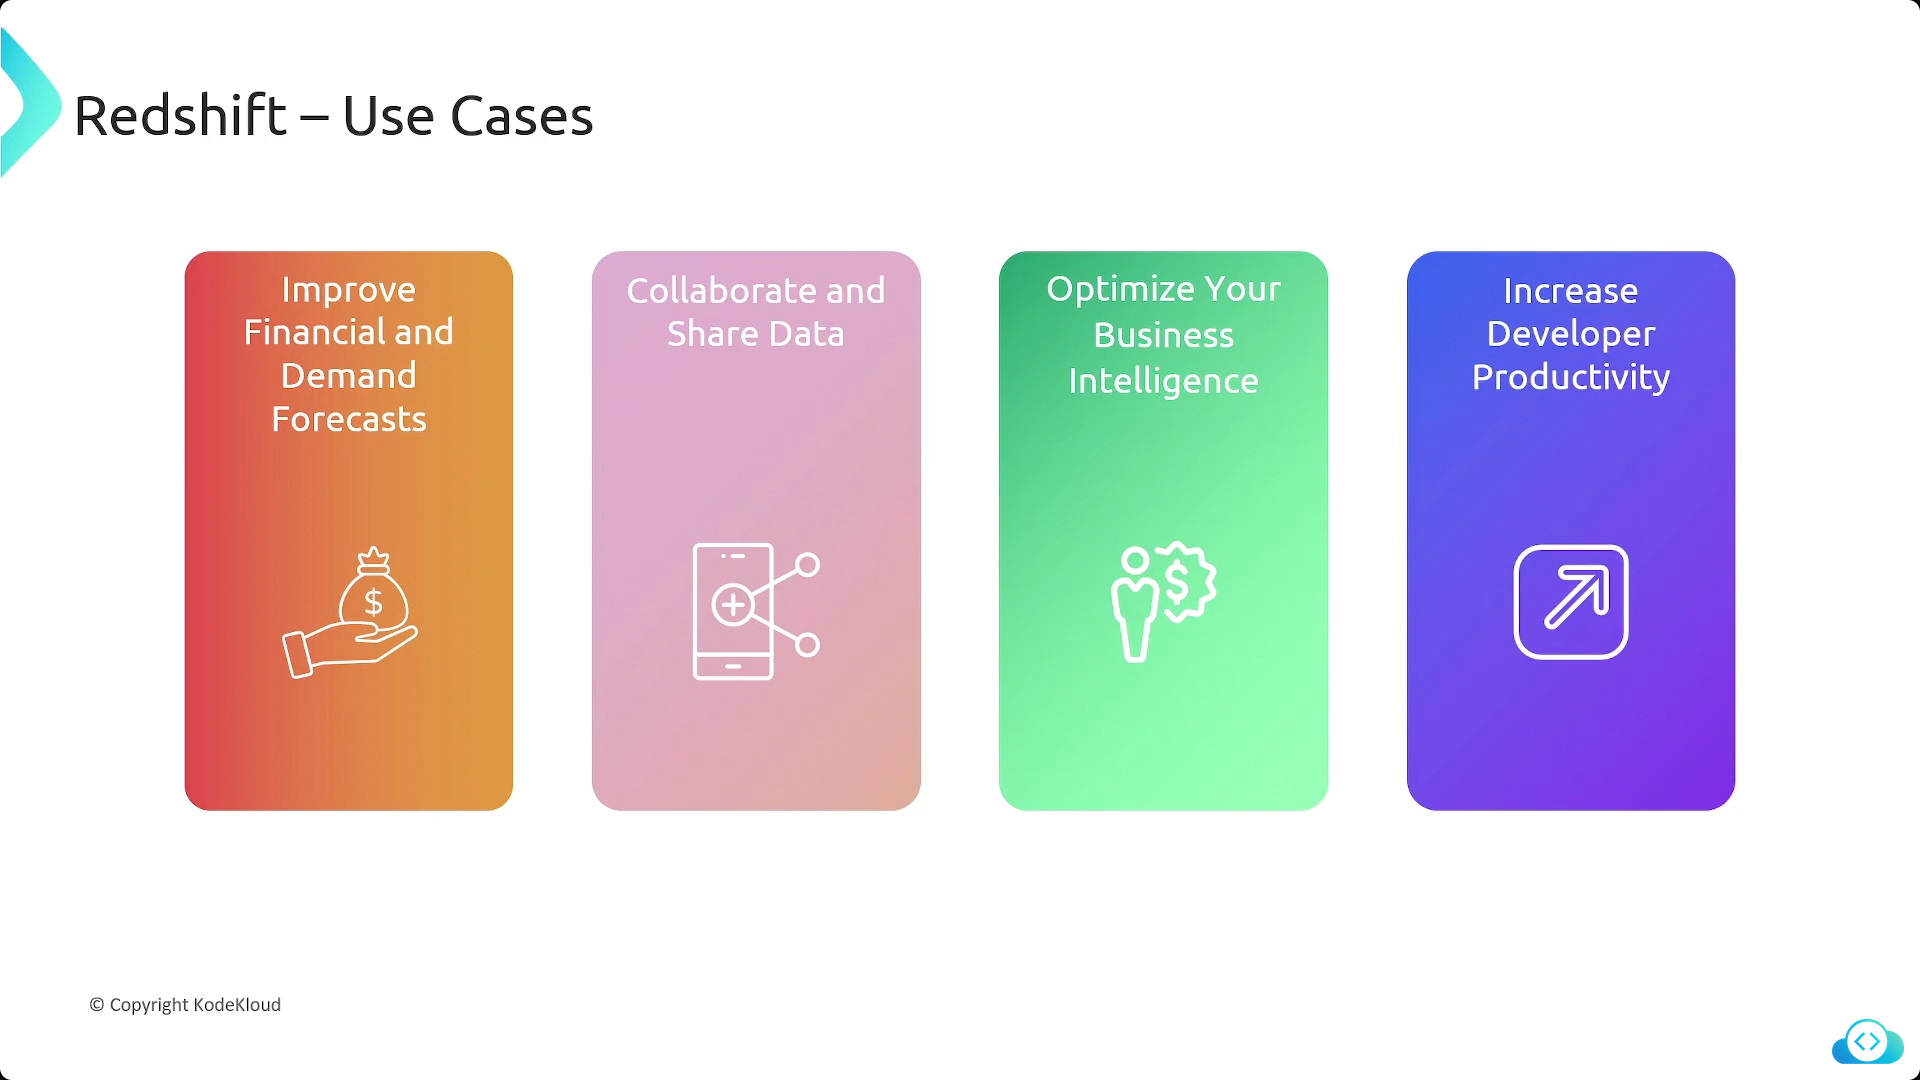 Redshift – Use Cases
Improve
Financial and
Demand
Forecasts
$
Collaborate and
Share Data
Optimize Your
Business
Intelligence
$
Increase
Developer
Productivity
© Copyright KodeKloud